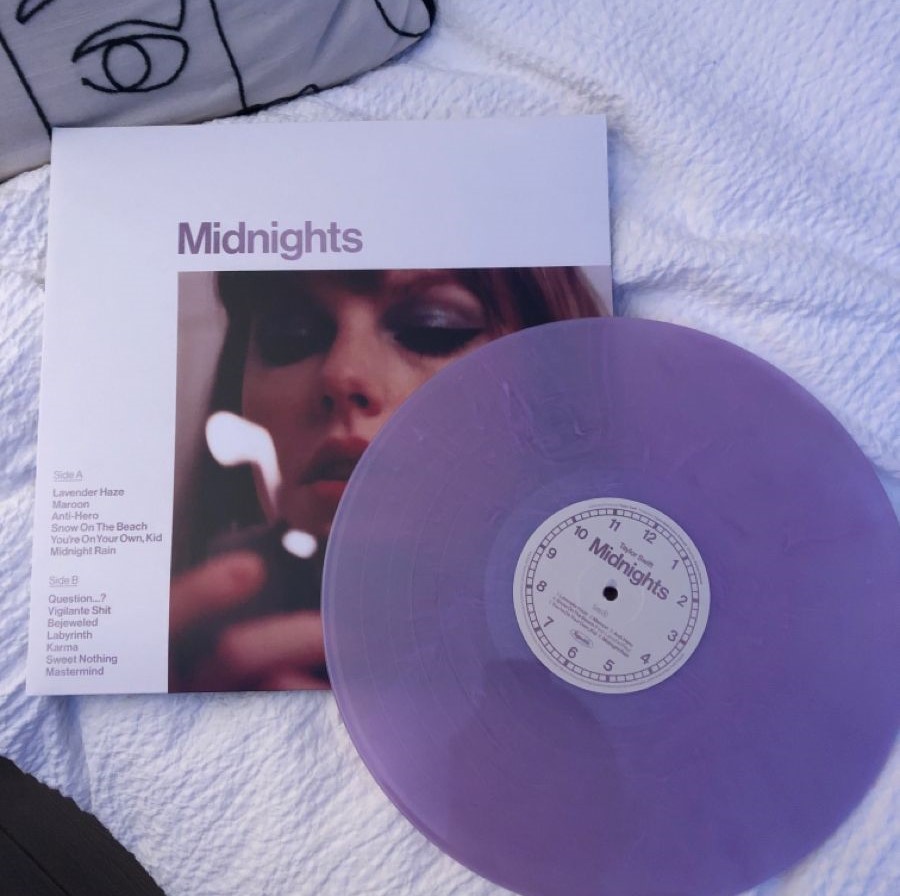 Midnights
Side A
Lavender Haze
Maroon
Anti-Hero
Snow On The Beach
You're On Your Own, Kid
Midnight Rain
Side B
Question...?
Vigilante Shit
Bejeweled
Labyrinth
Karma
Sweet Nothing
Mastermind
Taylor Swift
Midnights
12
1
2
3
4
5
6
7
8
9
10
11